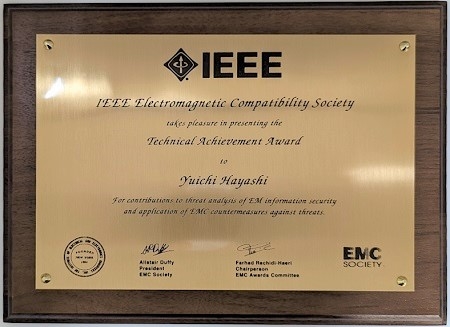 IEEE
IEEE Electromagnetic Compatibility Society
takes pleasure in presenting the
Technical Achievement Award
to
Yuichi Hayashi
For contributions to threat analysis of EM information security
and application of EMC countermeasures against threats.
Alistair Duffy
President
EMC Society
Farhad Rachidi-Haeri
Chairperson
EMC Awards Committee
EMC
SOCIETY